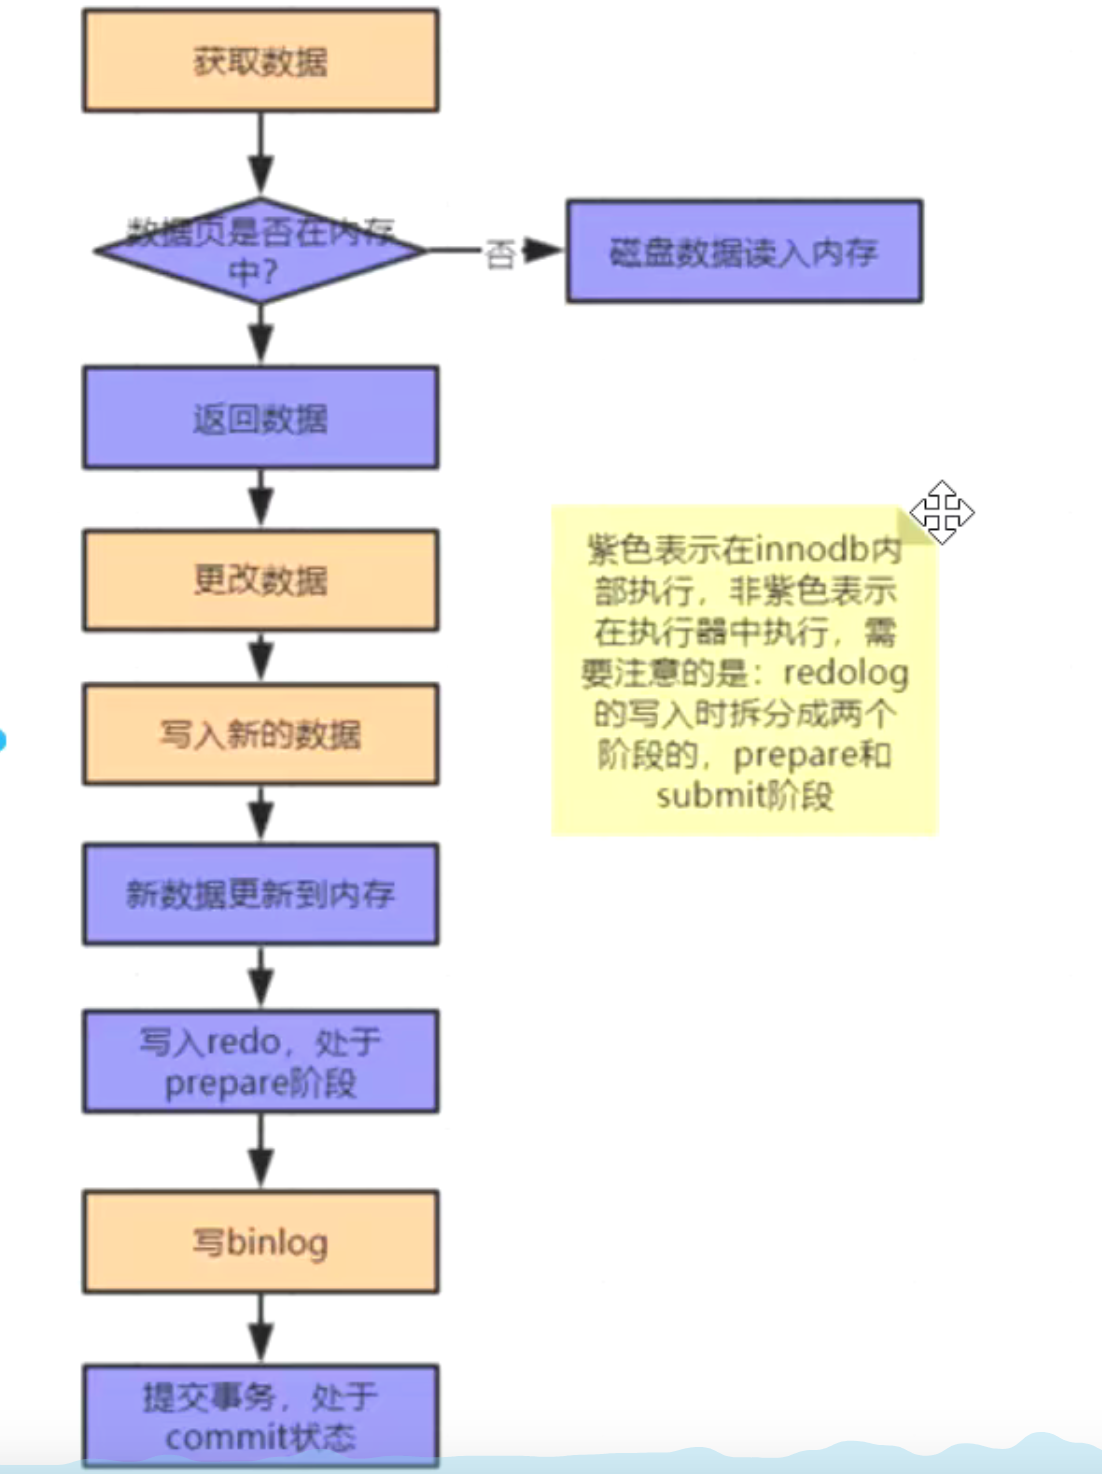 获取数据
数据页是否在内存
中？
否
磁盘数据读入内存
返回数据
更改数据
写入新的数据
新数据更新到内存
写入redo，处于
prepare阶段
写binlog
提交事务，处于
commit状态
紫色表示在innodb内
部执行，非紫色表示
在执行器中执行，需
要注意的是：redolog
的写入时拆分成两个
阶段的，prepare和
submit阶段